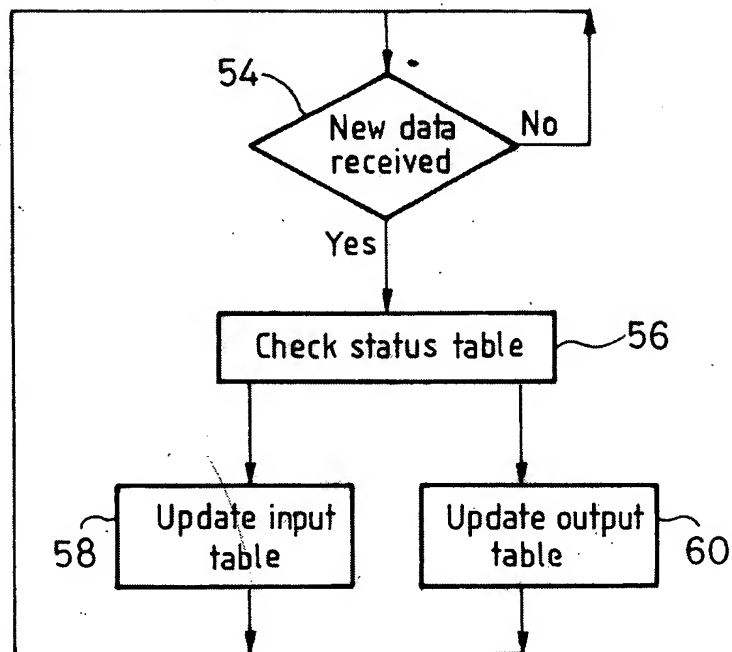 54
New data
received
No
Yes
Check status table
56
Update input
table
58
Update output
table
60